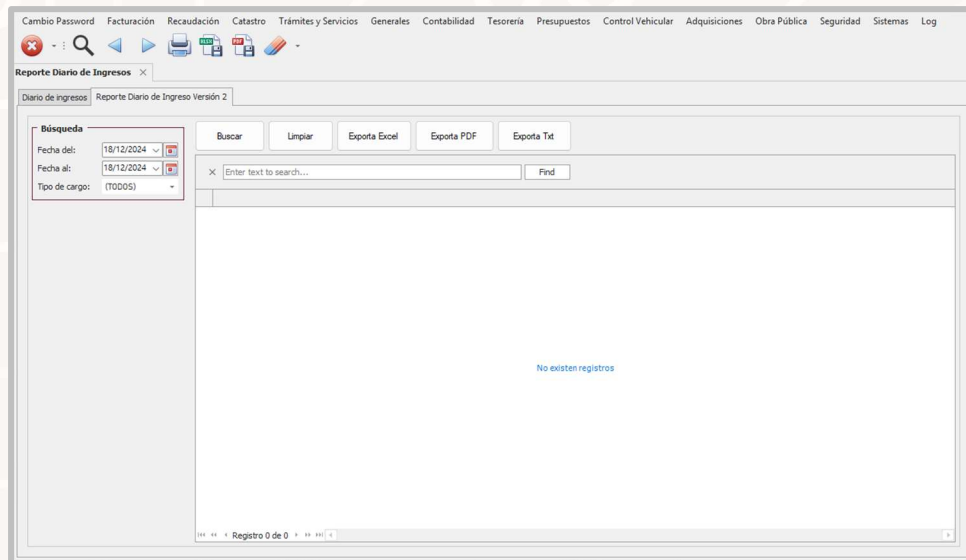 Cambio Password Facturación Recaudación Catastro Trámites y Servicios Generales Contabilidad Tesorería Presupuestos Control Vehicular Adquisiciones Obra Pública Seguridad Sistemas Log
XLSX PDF
Reporte Diario de Ingresos
Diario de ingresos Reporte Diario de Ingreso Versión 2
Búsqueda
Buscar Limpiar Exporta Excel Exporta PDF Exporta Txt
Fecha del: 18/12/2024
Fecha al: 18/12/2024
Enter text to search... Find
Tipo de cargo: (TODOS)
No existen registros
Registro 0 de 0